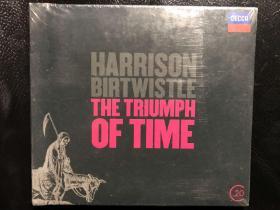 DECCA
HARRISON
BIRTWISTLE
THE TRIUMPH
OF TIME
20